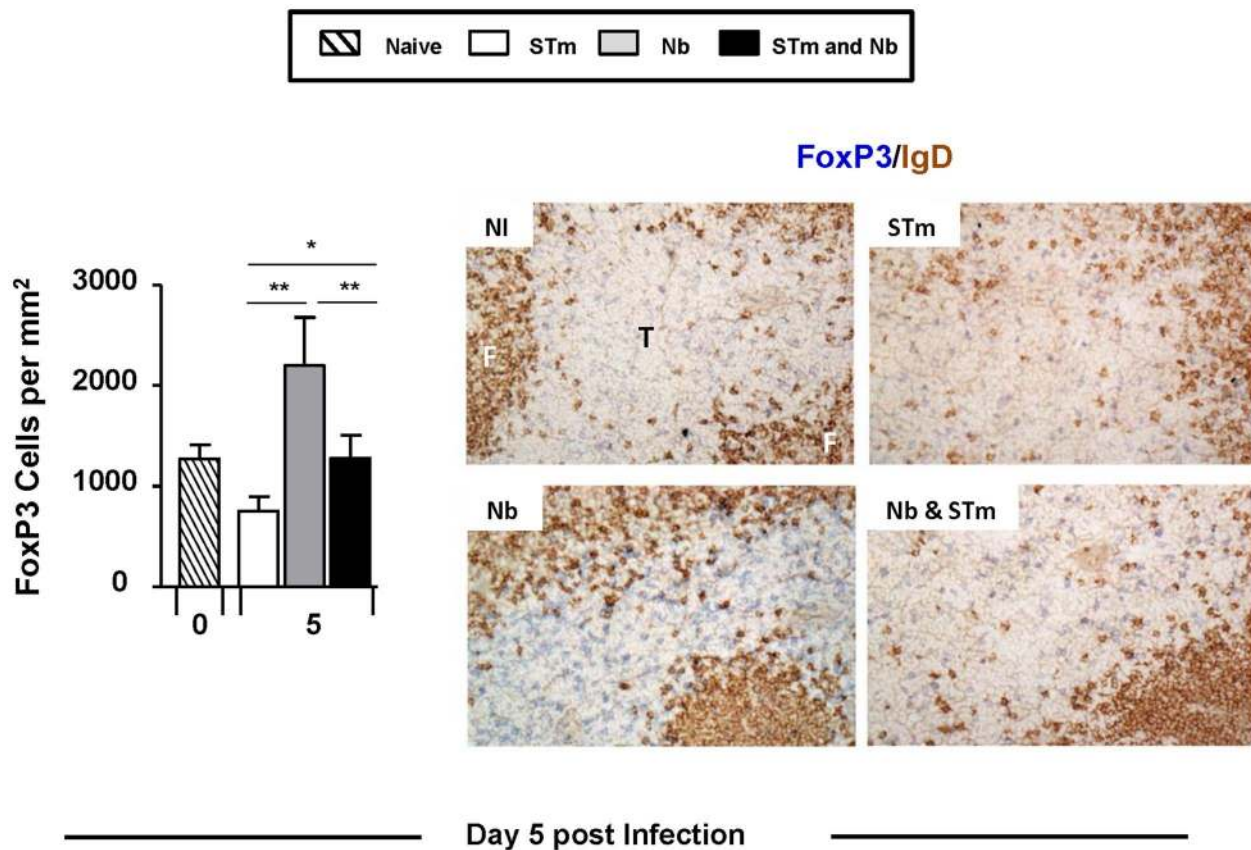 Naive STm Nb STm and Nb
FoxP3/IgD
FoxP3 Cells per mm²
3000
2000
1000
0
*
** **
0 5
NI
T
F
F
STm
Nb
Nb & STm
Day 5 post Infection